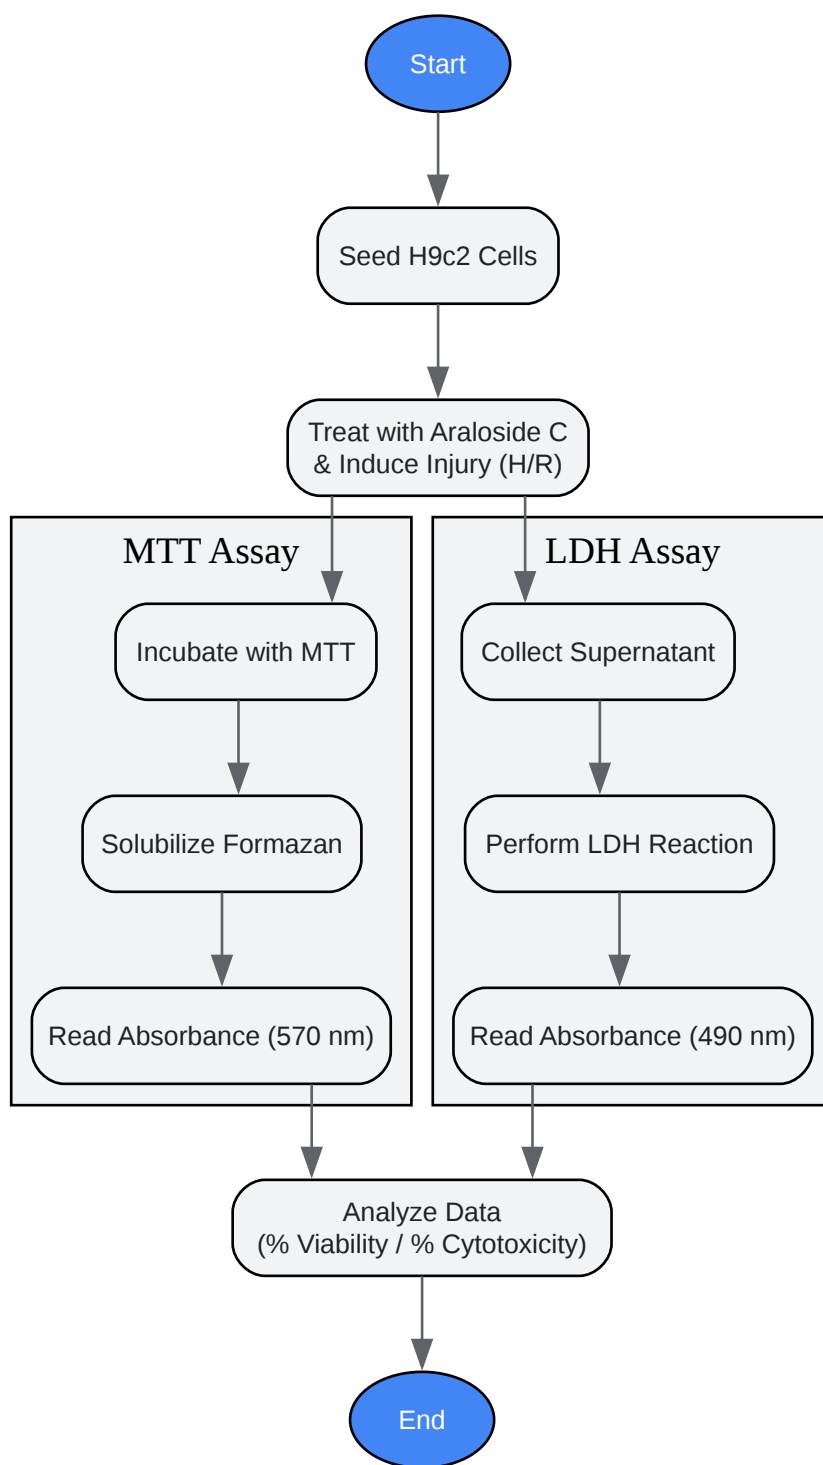 Start
Seed H9c2 Cells
Treat with Araloside C
& Induce Injury (H/R)
MTT Assay
Incubate with MTT
Solubilize Formazan
Read Absorbance (570 nm)
LDH Assay
Collect Supernatant
Perform LDH Reaction
Read Absorbance (490 nm)
Analyze Data
(% Viability / % Cytotoxicity)
End